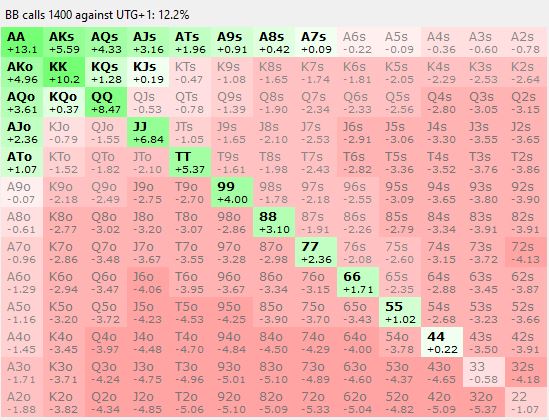 BB calls 1400 against UTG+1: 12.2%
AA AKs AQs AJs ATs A9s A8s A7s A6s A5s A4s A3s A2s
+13.1 +5.59 +4.33 +3.16 +1.96 +0.91 +0.42 +0.09 -0.22 -0.09 -0.36 -0.60 -0.78
AKo KK KQs KJs KTs K9s K8s K7s K6s K5s K4s K3s K2s
+4.96 +10.2 +1.28 +0.19 -0.47 -1.08 -1.65 -1.74 -1.81 -2.05 -2.29 -2.53 -2.64
AQo KQo QQ QJs QTs Q9s Q8s Q7s Q6s Q5s Q4s Q3s Q2s
+3.61 +0.37 +8.47 -0.53 -0.78 -1.39 -1.90 -2.34 -2.33 -2.56 -2.80 -3.05 -3.15
AJo KJo QJo JJ JTs J9s J8s J7s J6s J5s J4s J3s J2s
+2.36 -0.79 -1.55 +6.84 -1.05 -1.65 -2.10 -2.53 -2.91 -3.06 -3.30 -3.55 -3.65
ATo KTo QTo JTo TT T9s T8s T7s T6s T5s T4s T3s T2s
+1.07 -1.52 -1.82 -2.10 +5.37 -1.61 -1.98 -2.43 -2.82 -3.36 -3.52 -3.76 -3.86
A9o K9o Q9o J9o T9o 99 98s 97s 96s 95s 94s 93s 92s
-0.07 -2.18 -2.49 -2.75 -2.70 +4.00 -1.78 -2.18 -2.55 -3.09 -3.65 -3.80 -3.90
A8o K8o Q8o J8o T8o 98o 88 87s 86s 85s 84s 83s 82s
-0.61 -2.77 -3.02 -3.20 -3.07 -2.86 +3.10 -1.91 -2.26 -2.79 -3.34 -3.91 -3.91
A7o K7o Q7o J7o T7o 97o 87o 77 76s 75s 74s 73s 72s
-0.96 -2.86 -3.48 -3.67 -3.55 -3.28 -2.98 +2.36 -2.08 -2.60 -3.15 -3.72 -4.13
A6o K6o Q6o J6o T6o 96o 86o 76o 66 65s 64s 63s 62s
-1.29 -2.94 -3.47 -4.06 -3.95 -3.67 -3.34 -3.15 +1.71 -2.35 -2.88 -3.45 -3.87
A5o K5o Q5o J5o T5o 95o 85o 75o 65o 55 54s 53s 52s
-1.16 -3.20 -3.72 -4.23 -4.53 -4.25 -3.90 -3.70 -3.43 +1.02 -2.68 -3.23 -3.66
A4o K4o Q4o J4o T4o 94o 84o 74o 64o 54o 44 43s 42s
-1.45 -3.45 -3.97 -4.48 -4.70 -4.84 -4.50 -4.29 -4.00 -3.78 +0.22 -3.50 -3.91
A3o K3o Q3o J3o T3o 93o 83o 73o 63o 53o 43o 33 32s
-1.71 -3.71 -4.24 -4.75 -4.96 -5.01 -5.10 -4.89 -4.60 -4.37 -4.65 -0.58 -4.18
A2o K2o Q2o J2o T2o 92o 82o 72o 62o 52o 42o 32o 22
-1.88 -3.82 -4.34 -4.85 -5.06 -5.10 -5.09 -5.33 -5.04 -4.82 -5.09 -5.38 -1.07